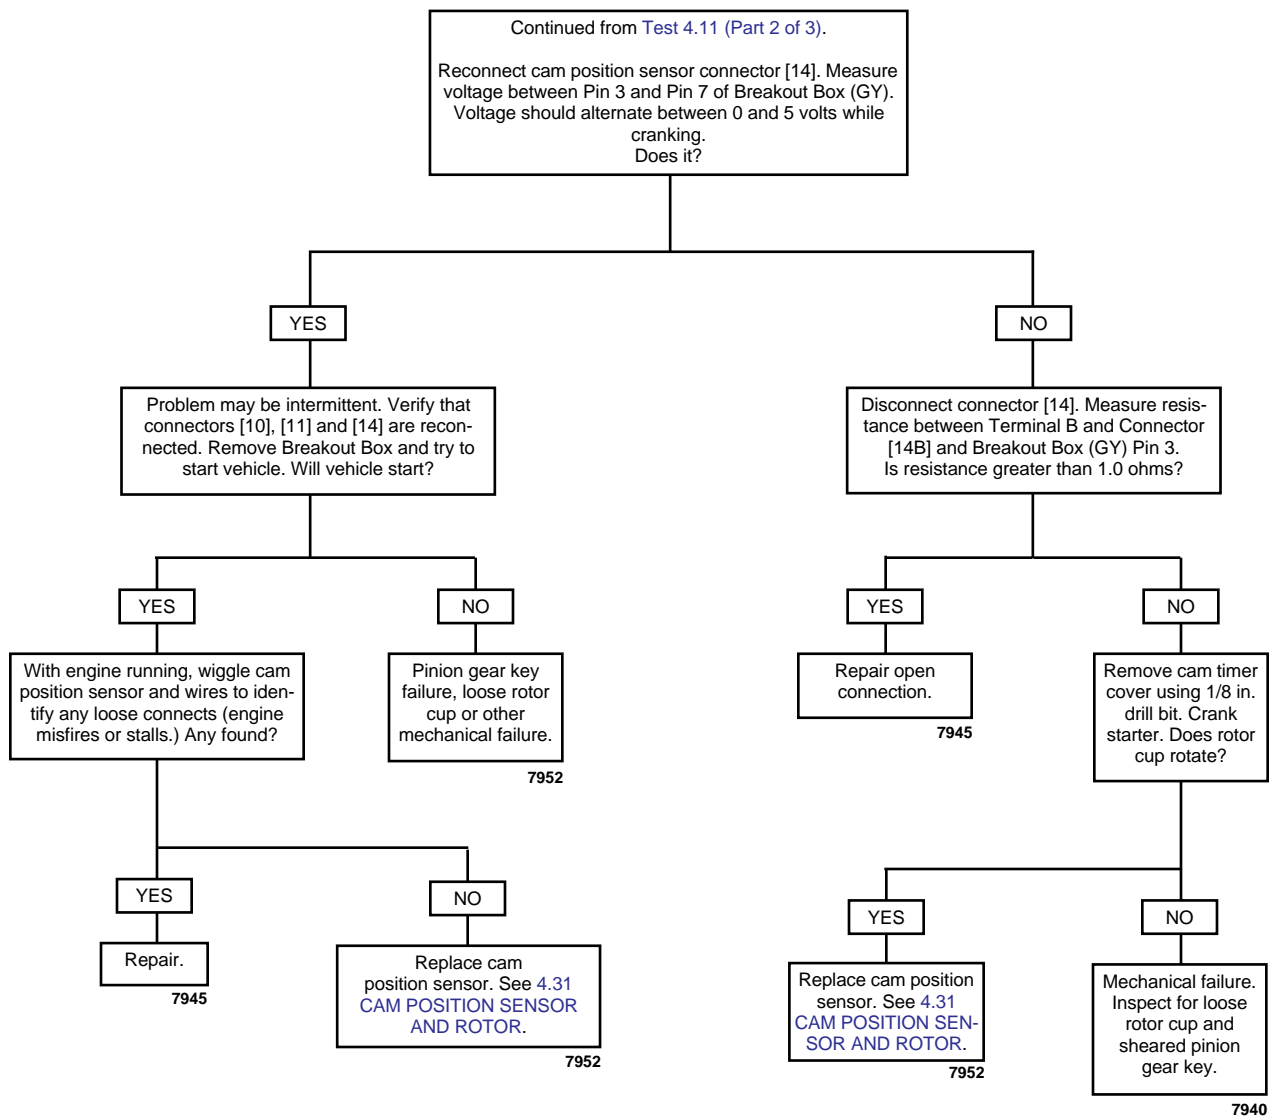 Continued from Test 4.11 (Part 2 of 3).
Reconnect cam position sensor connector [14]. Measure
voltage between Pin 3 and Pin 7 of Breakout Box (GY).
Voltage should alternate between 0 and 5 volts while
cranking.
Does it?
YES
NO
Problem may be intermittent. Verify that
connectors [10], [11] and [14] are recon-
nected. Remove Breakout Box and try to
start vehicle. Will vehicle start?
Disconnect connector [14]. Measure resis-
tance between Terminal B and Connector
[14B] and Breakout Box (GY) Pin 3.
Is resistance greater than 1.0 ohms?
YES
NO
YES
NO
With engine running, wiggle cam
position sensor and wires to iden-
tify any loose connects (engine
misfires or stalls.) Any found?
Pinion gear key
failure, loose rotor
cup or other
mechanical failure.
7952
Repair open
connection.
7945
Remove cam timer
cover using 1/8 in.
drill bit. Crank
starter. Does rotor
cup rotate?
YES
NO
YES
NO
Repair.
7945
Replace cam
position sensor. See 4.31
CAM POSITION SENSOR
AND ROTOR.
7952
Replace cam position
sensor. See 4.31
CAM POSITION SEN-
SOR AND ROTOR.
7952
Mechanical failure.
Inspect for loose
rotor cup and
sheared pinion
gear key.
7940